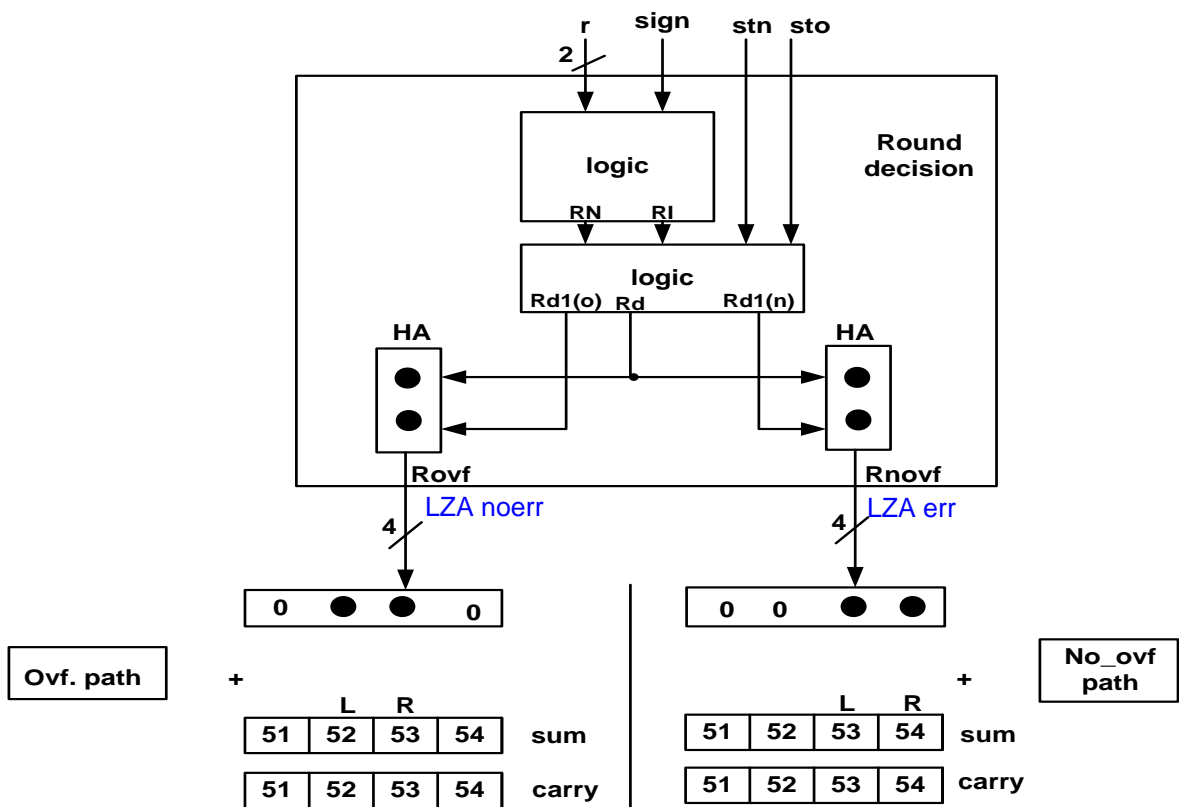 r sign stn sto
2
Round
decision
logic
RN RI
logic
Rd1(o) Rd Rd1(n)
HA HA
Rovf Rnovf
LZA noerr LZA err
4 4
0 0 0 0
Ovf. path + + No_ovf
path
L R L R
51 52 53 54 sum 51 52 53 54 sum
51 52 53 54 carry 51 52 53 54 carry